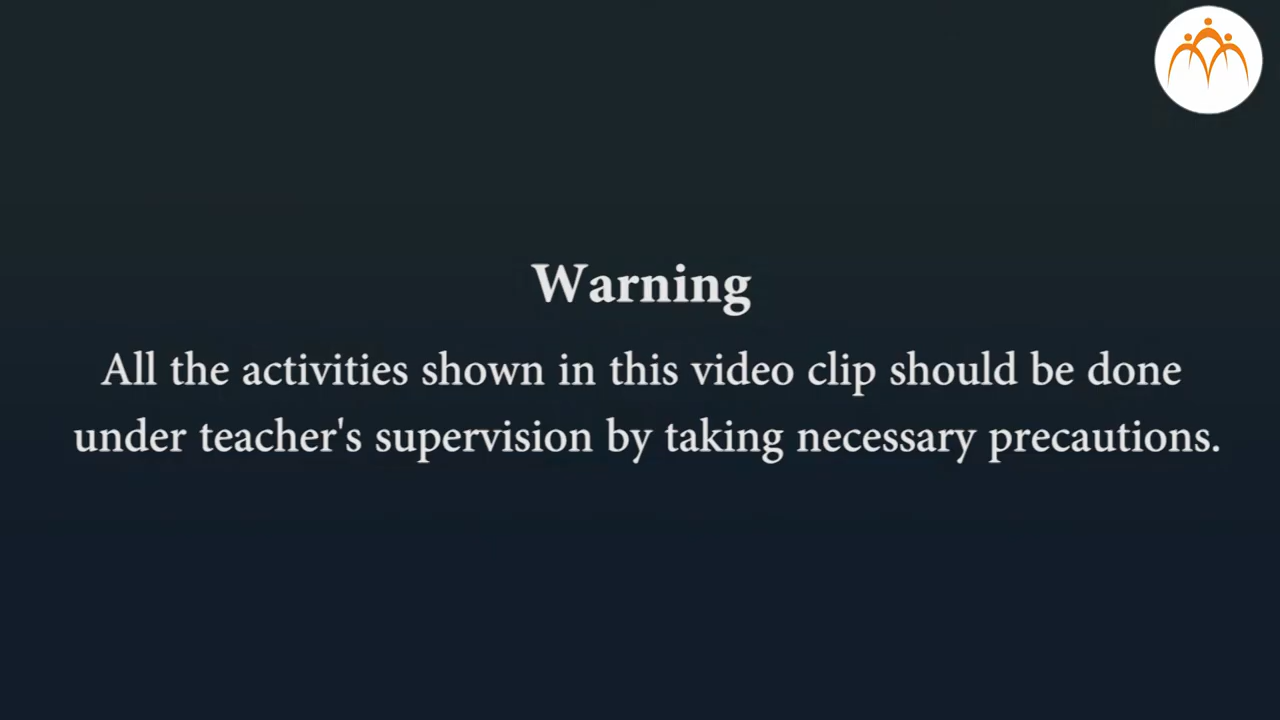 Warning
All the activities shown in this video clip should be done
under teacher's supervision by taking necessary precautions.